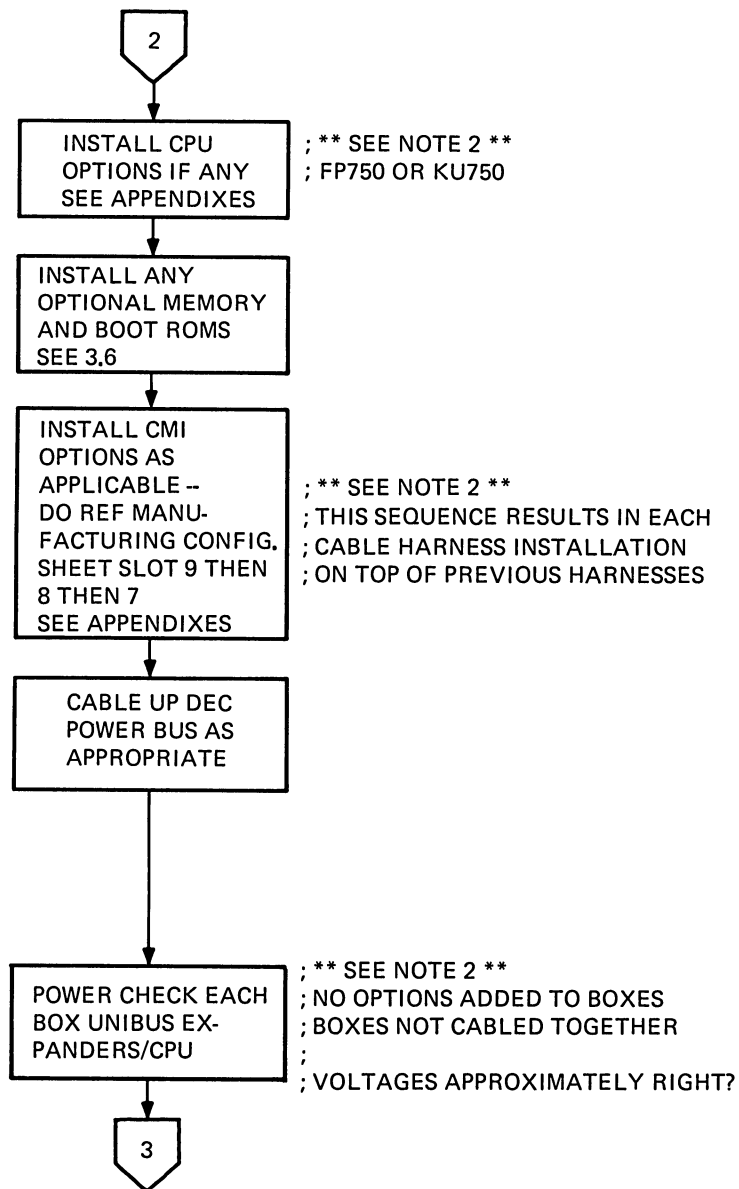 2
INSTALL CPU
OPTIONS IF ANY
SEE APPENDIXES
; ** SEE NOTE 2 **
; FP750 OR KU750
INSTALL ANY
OPTIONAL MEMORY
AND BOOT ROMS
SEE 3.6
INSTALL CMI
OPTIONS AS
APPLICABLE --
DO REF MANU-
FACTURING CONFIG.
SHEET SLOT 9 THEN
8 THEN 7
SEE APPENDIXES
; ** SEE NOTE 2 **
; THIS SEQUENCE RESULTS IN EACH
; CABLE HARNESS INSTALLATION
; ON TOP OF PREVIOUS HARNESSES
CABLE UP DEC
POWER BUS AS
APPROPRIATE
POWER CHECK EACH
BOX UNIBUS EX-
PANDERS/CPU
; ** SEE NOTE 2 **
; NO OPTIONS ADDED TO BOXES
; BOXES NOT CABLED TOGETHER
;
; VOLTAGES APPROXIMATELY RIGHT?
3